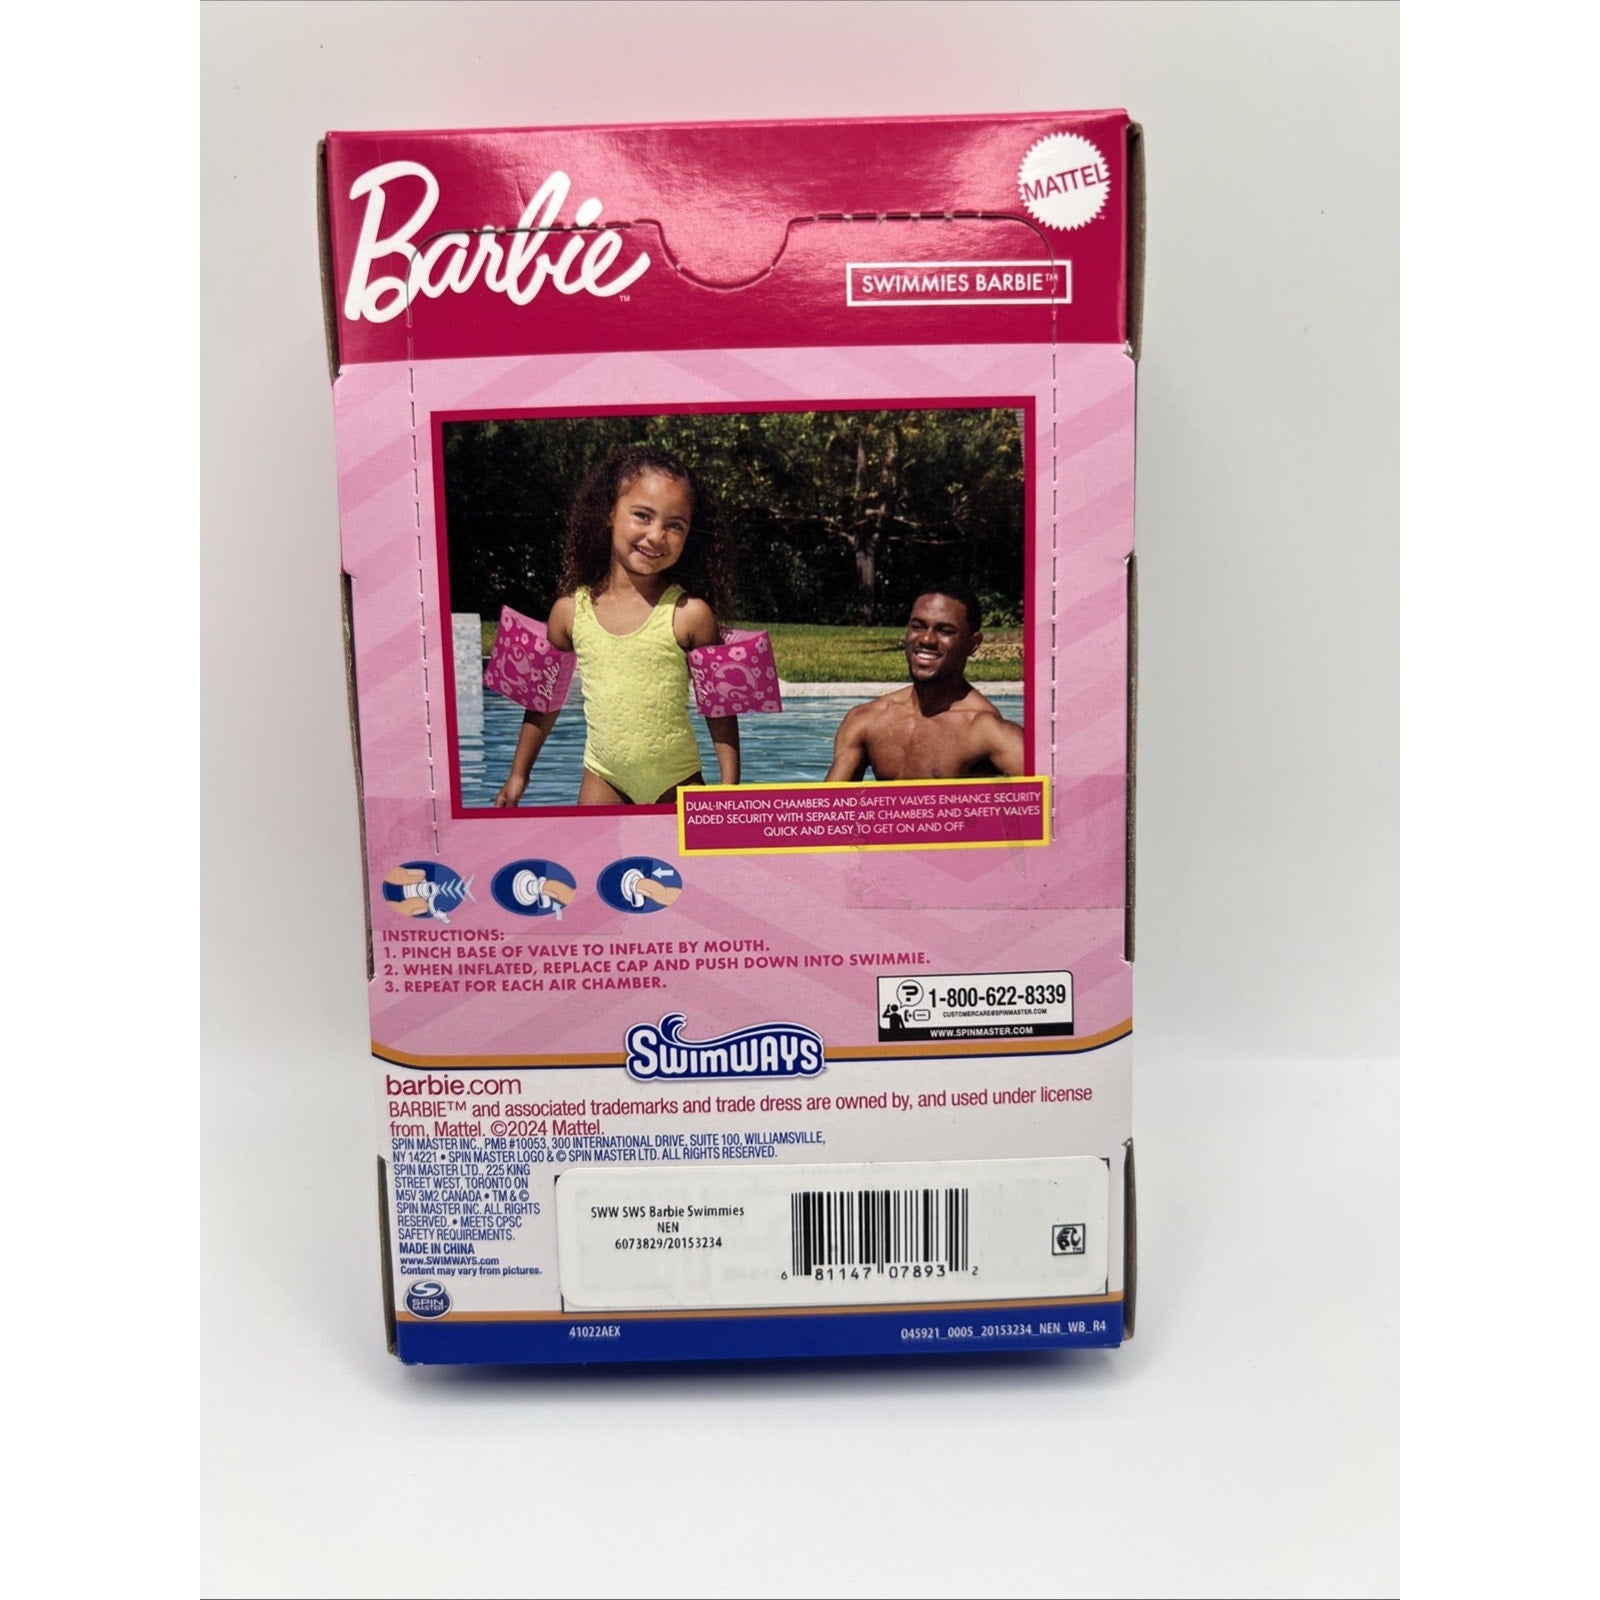 Barbie™
MATTEL
SWIMMIES BARBIE™
Barbie
DUAL-INFLATION CHAMBERS AND SAFETY VALVES ENHANCE SECURITY
ADDED SECURITY WITH SEPARATE AIR CHAMBERS AND SAFETY VALVES
QUICK AND EASY TO GET ON AND OFF
INSTRUCTIONS:
1. PINCH BASE OF VALVE TO INFLATE BY MOUTH.
2. WHEN INFLATED, REPLACE CAP AND PUSH DOWN INTO SWIMMIE.
3. REPEAT FOR EACH AIR CHAMBER.
1-800-622-8339
CUSTOMERCARE@SPINMASTER.COM
WWW.SPINMASTER.COM
SWIMWAYS
barbie.com
BARBIE™ and associated trademarks and trade dress are owned by, and used under license
from, Mattel. ©2024 Mattel.
SPIN MASTER INC., PMB #10053, 300 INTERNATIONAL DRIVE, SUITE 100, WILLIAMSVILLE,
NY 14221 • SPIN MASTER LOGO & © SPIN MASTER LTD. ALL RIGHTS RESERVED.
SPIN MASTER LTD., 225 KING
STREET WEST, TORONTO ON
M5V 3M2 CANADA • TM & ©
SPIN MASTER INC. ALL RIGHTS
RESERVED. • MEETS CPSC
SAFETY REQUIREMENTS.
MADE IN CHINA
www.SWIMWAYS.com
Content may vary from pictures.
SPIN
MASTER™
SWW SWS Barbie Swimmies
NEN
6073829/20153234
6 81147 07893 2
41022AEX
045921_0005_20153234_NEN_WB_R4